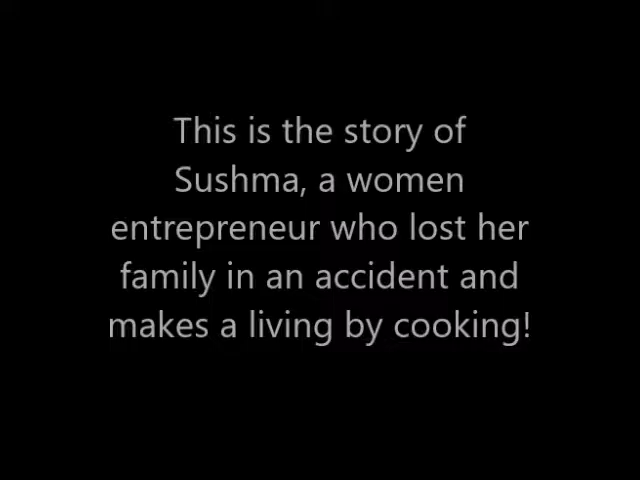 This is the story of
Sushma, a women
entrepreneur who lost her
family in an accident and
makes a living by cooking!